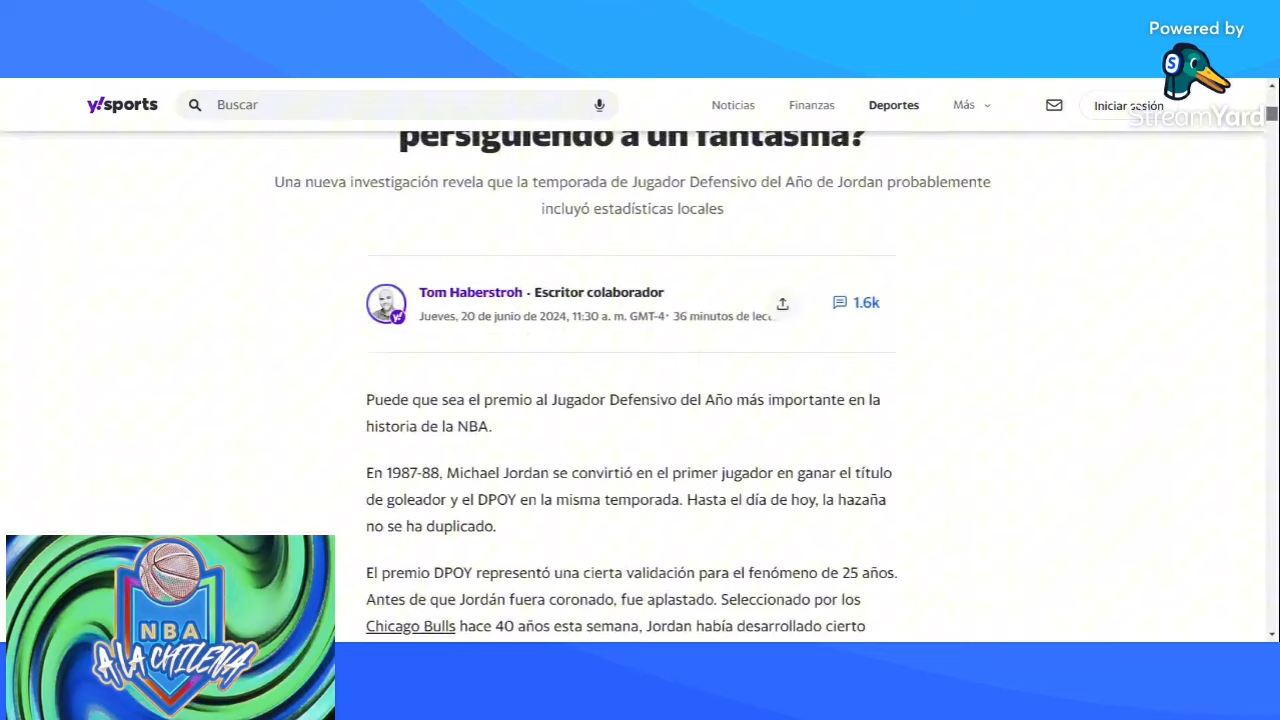 Powered by
StreamYard
y!sports
Buscar
Noticias
Finanzas
Deportes
Más
Iniciar sesión
persiguiendo a un fantasma?
Una nueva investigación revela que la temporada de Jugador Defensivo del Año de Jordan probablemente
incluyó estadísticas locales
Tom Haberstroh · Escritor colaborador
Jueves, 20 de junio de 2024, 11:30 a. m. GMT-4 · 36 minutos de
1.6k
Puede que sea el premio al Jugador Defensivo del Año más importante en la
historia de la NBA.
En 1987-88, Michael Jordan se convirtió en el primer jugador en ganar el título
de goleador y el DPOY en la misma temporada. Hasta el día de hoy, la hazaña
no se ha duplicado.
El premio DPOY representó una cierta validación para el fenómeno de 25 años.
Antes de que Jordán fuera coronado, fue aplastado. Seleccionado por los
Chicago Bulls hace 40 años esta semana, Jordan había desarrollado cierto
NBA
A LA CHILENA